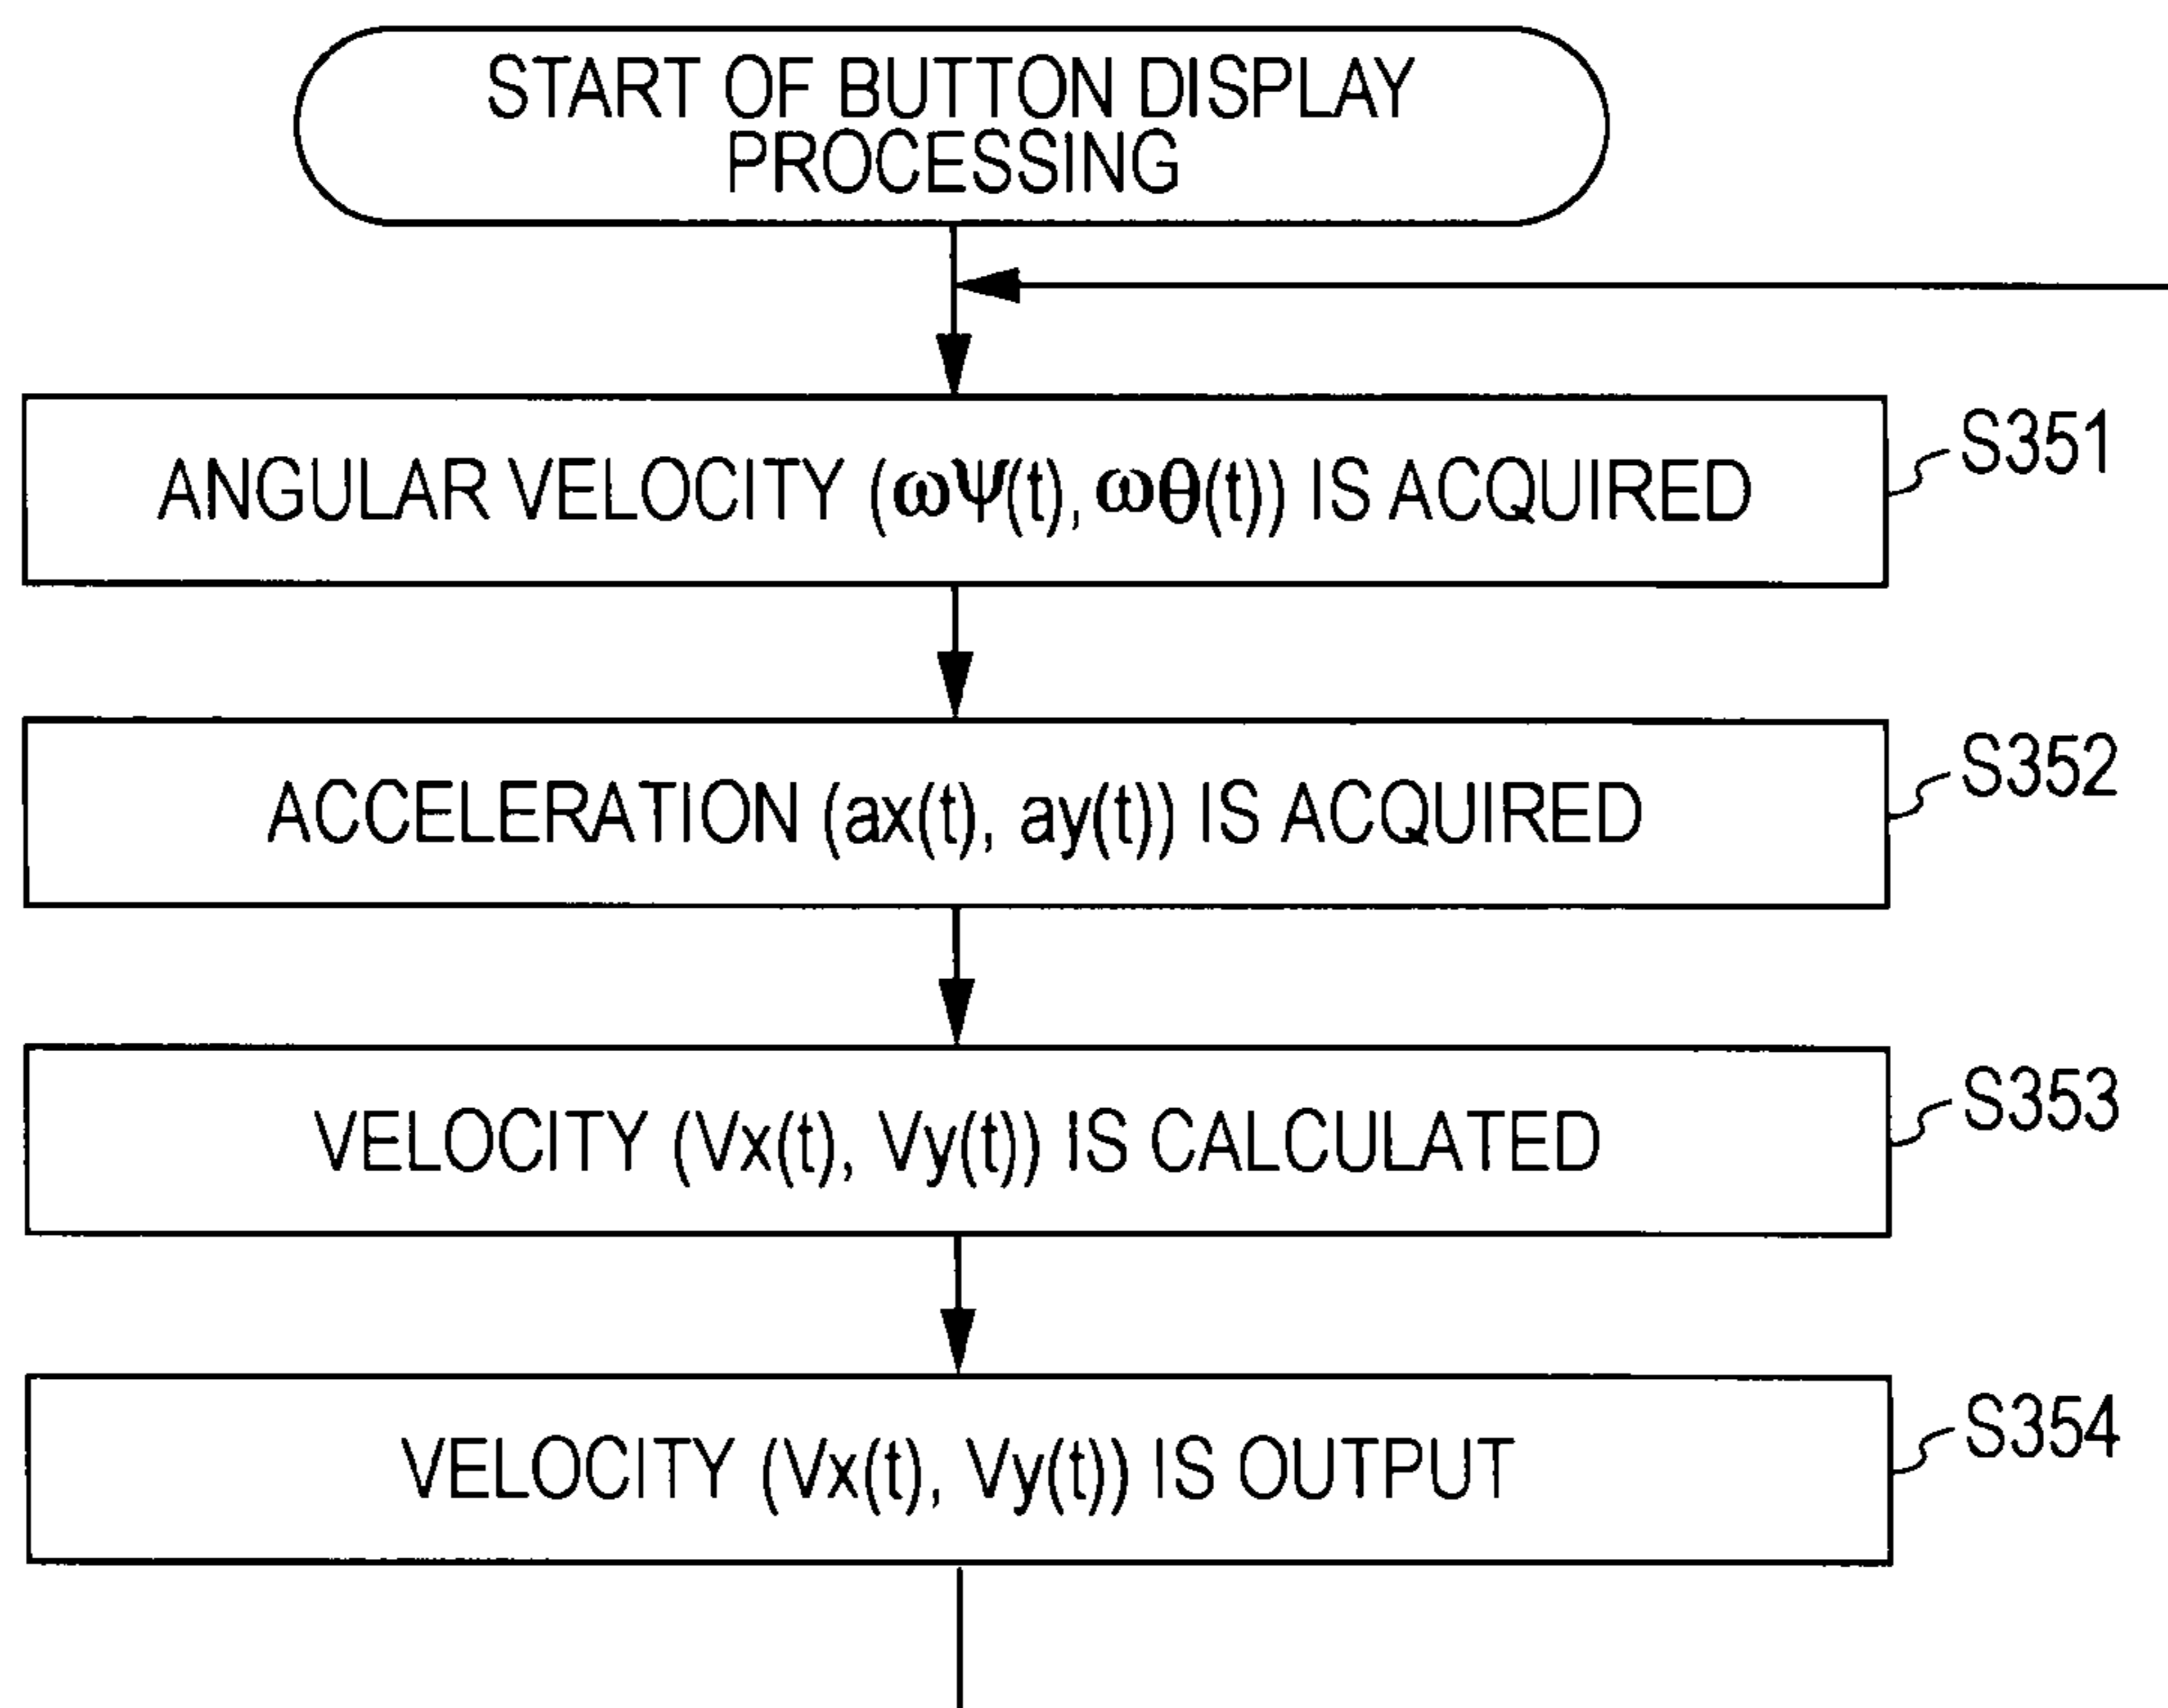 START OF BUTTON DISPLAY
PROCESSING
ANGULAR VELOCITY (ωψ(t), ωθ(t)) IS ACQUIRED
S351
ACCELERATION (ax(t), ay(t)) IS ACQUIRED
S352
VELOCITY (Vx(t), Vy(t)) IS CALCULATED
S353
VELOCITY (Vx(t), Vy(t)) IS OUTPUT
S354